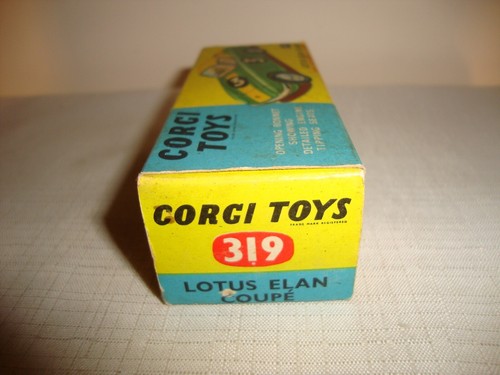 CORGI
TOYS
OPENING BONNET
SHOWING
DETAILED ENGINE
TIPPING SEATS
CORGI TOYS
TRADE MARK REGISTERED
319
LOTUS ELAN
COUPÉ